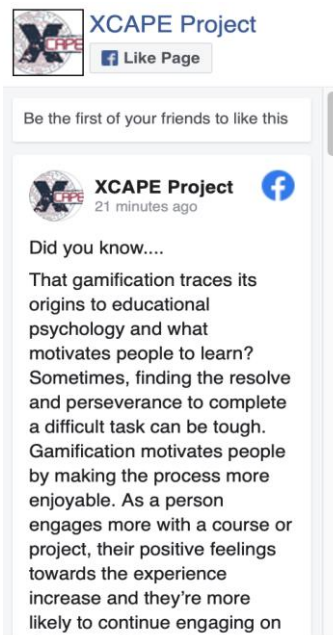 XCAPE
XCAPE Project
Like Page
Be the first of your friends to like this
XCAPE
XCAPE Project
21 minutes ago
Did you know....
That gamification traces its
origins to educational
psychology and what
motivates people to learn?
Sometimes, finding the resolve
and perseverance to complete
a difficult task can be tough.
Gamification motivates people
by making the process more
enjoyable. As a person
engages more with a course or
project, their positive feelings
towards the experience
increase and they’re more
likely to continue engaging on